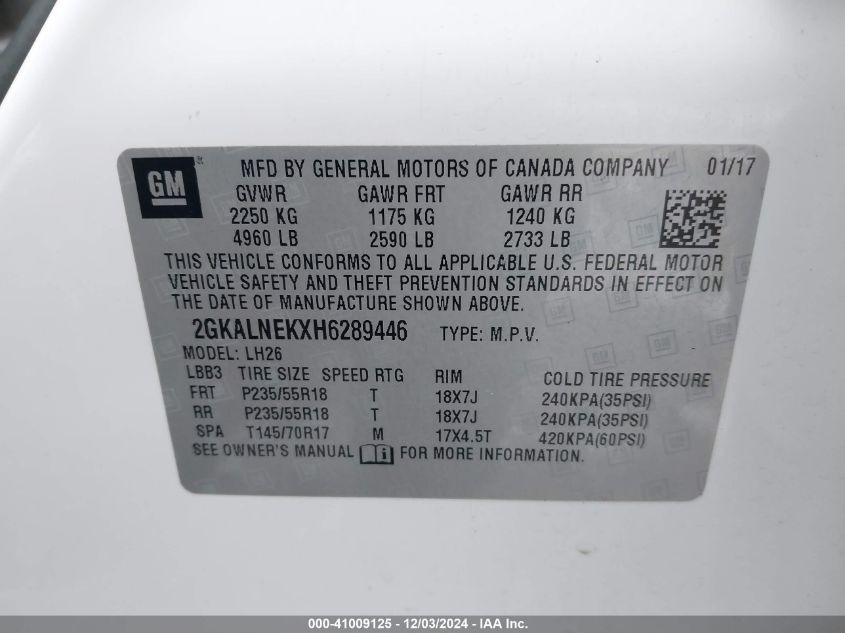 GM
MFD BY GENERAL MOTORS OF CANADA COMPANY 01/17
GVWR GAWR FRT GAWR RR
2250 KG 1175 KG 1240 KG
4960 LB 2590 LB 2733 LB
THIS VEHICLE CONFORMS TO ALL APPLICABLE U.S. FEDERAL MOTOR
VEHICLE SAFETY AND THEFT PREVENTION STANDARDS IN EFFECT ON
THE DATE OF MANUFACTURE SHOWN ABOVE.
2GKALNEKXH6289446 TYPE: M.P.V.
MODEL: LH26
LBB3 TIRE SIZE SPEED RTG RIM COLD TIRE PRESSURE
FRT P235/55R18 T 18X7J 240KPA(35PSI)
RR P235/55R18 T 18X7J 240KPA(35PSI)
SPA T145/70R17 M 17X4.5T 420KPA(60PSI)
SEE OWNER'S MANUAL i FOR MORE INFORMATION.
000-41009125 - 12/03/2024 - IAA Inc.